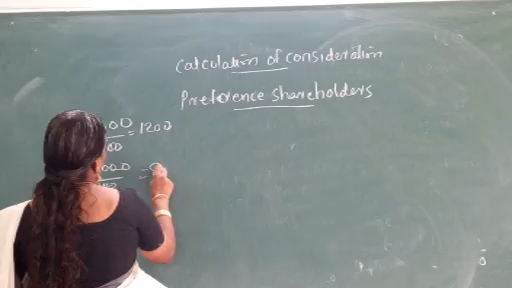 Calculation of consideration
Preference shareholders
= 1200
=